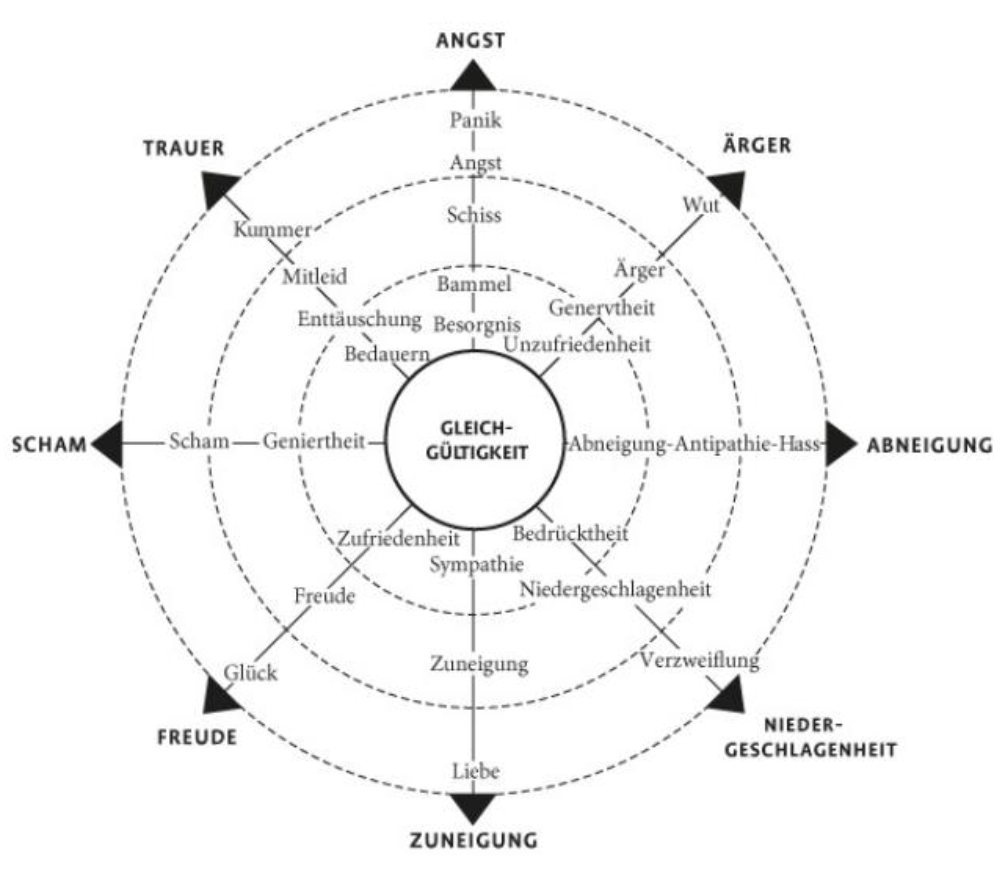 ANGST
TRAUER
ÄRGER
Panik
Angst
Wut
Kummer
Schiss
Mitleid
Ärger
Bammel
Enttäuschung
Genervtheit
Besorgnis
Bedauern
Unzufriedenheit
SCHAM
Scham
Geniertheit
GLEICH-
GÜLTIGKEIT
Abneigung-Antipathie-Hass
ABNEIGUNG
Zufriedenheit
Bedrücktheit
Sympathie
Freude
Niedergeschlagenheit
Zuneigung
Verzweiflung
Glück
FREUDE
NIEDER-
GESCHLAGENHEIT
Liebe
ZUNEIGUNG